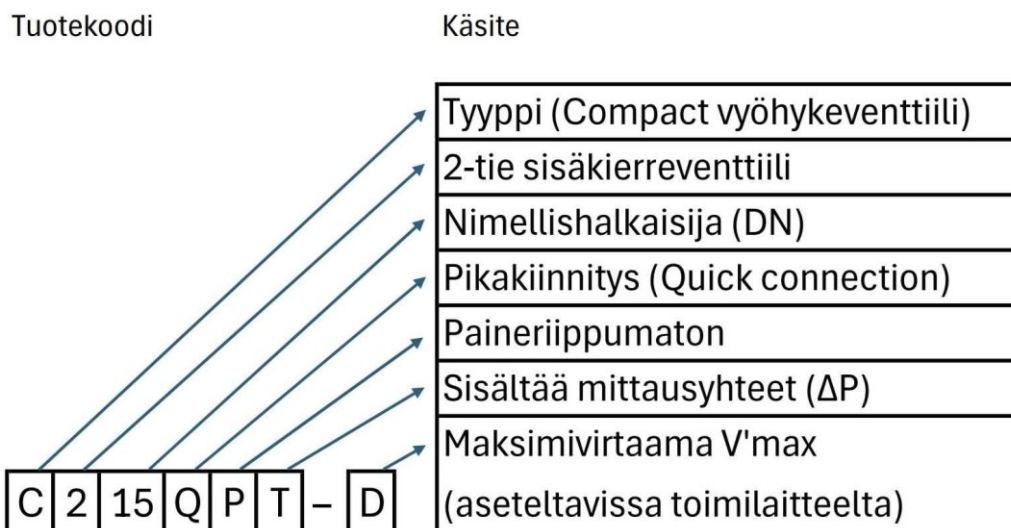 Tuotekoodi Käsite
Tyyppi (Compact vyöhykeventtiili)
2-tie sisäkierreventtiili
Nimellishalkaisija (DN)
Pikakiinnitys (Quick connection)
Paineriippumaton
Sisältää mittausyhteet (ΔP)
Maksimivirtaama V'max
(aseteltavissa toimilaitteelta)
C 2 15 Q P T – D